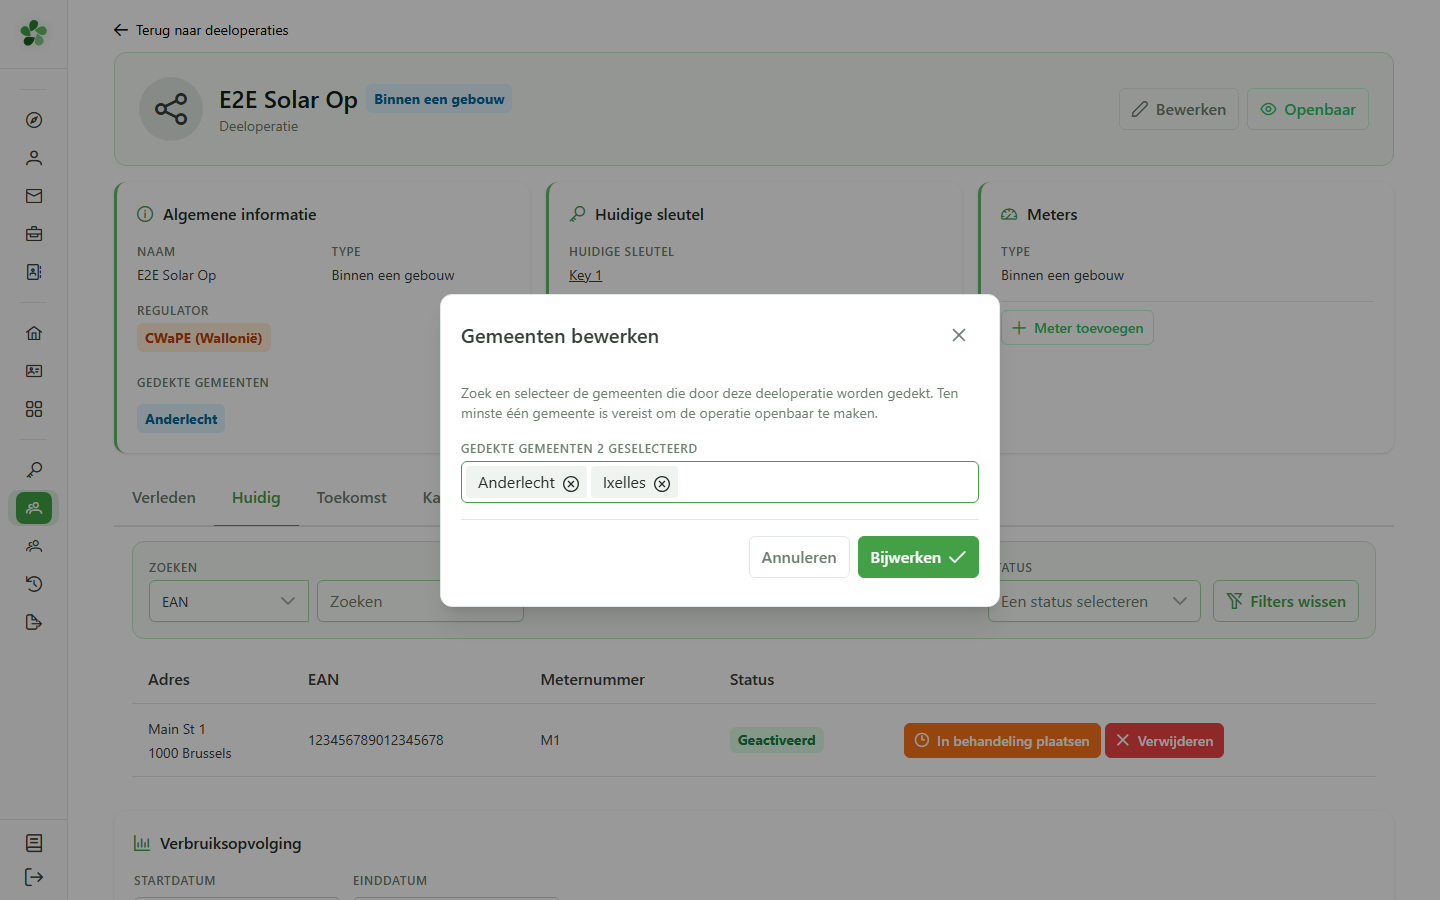 Terug naar deeloperaties
E2E Solar Op
Binnen een gebouw
Deeloperatie
Bewerken
Openbaar
Algemene informatie
NAAM
TYPE
E2E Solar Op
Binnen een gebouw
REGULATOR
CWaPE (Wallonië)
GEDEKTE GEMEENTEN
Anderlecht
Huidige sleutel
HUIDIGE SLEUTEL
Key 1
Meters
TYPE
Binnen een gebouw
Meter toevoegen
Gemeenten bewerken
Zoek en selecteer de gemeenten die door deze deeloperatie worden gedekt. Ten
minste één gemeente is vereist om de operatie openbaar te maken.
GEDEKTE GEMEENTEN 2 GESELECTEERD
Anderlecht
Ixelles
Annuleren
Bijwerken
Verleden
Huidig
Toekomst
Ka
ZOEKEN
EAN
Zoeken
ATUS
Een status selecteren
Filters wissen
Adres
EAN
Meternummer
Status
Main St 1
1000 Brussels
123456789012345678
M1
Geactiveerd
In behandeling plaatsen
Verwijderen
Verbruiksopvolging
STARTDATUM
EINDDATUM